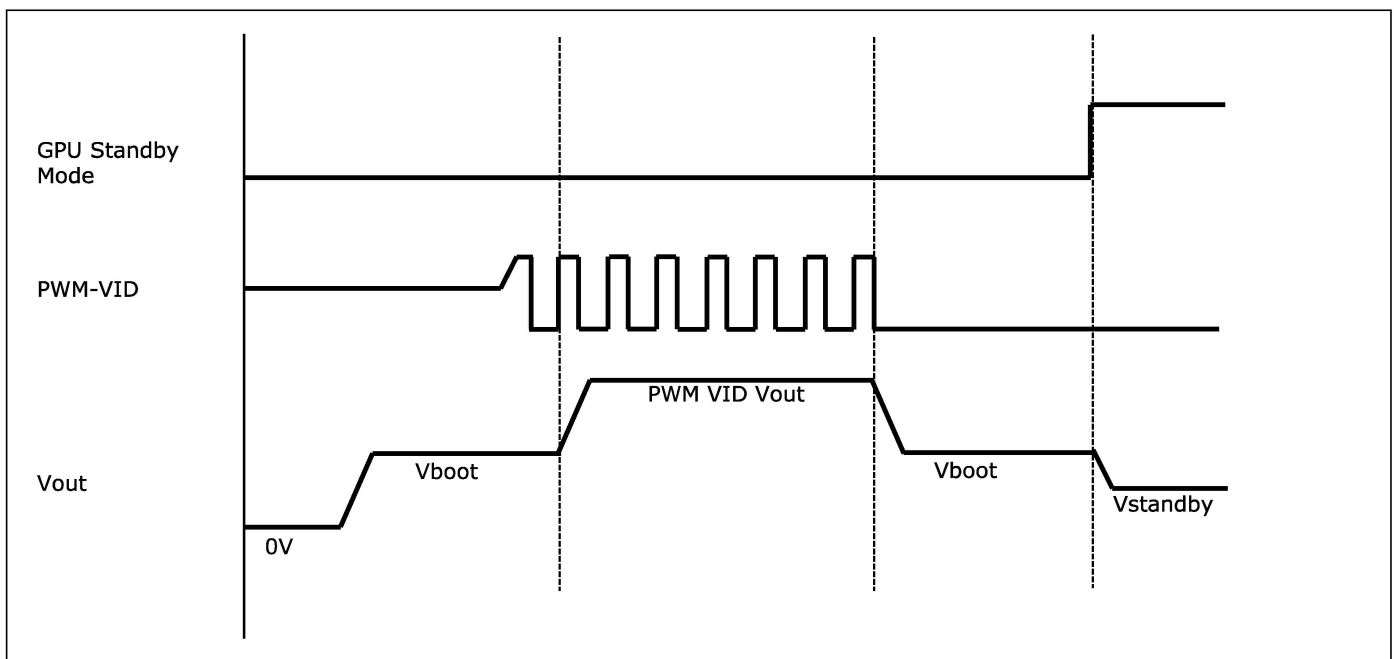 GPU Standby
Mode
PWM-VID
PWM VID Vout
Vboot
Vboot
Vout
Vstandby
0V